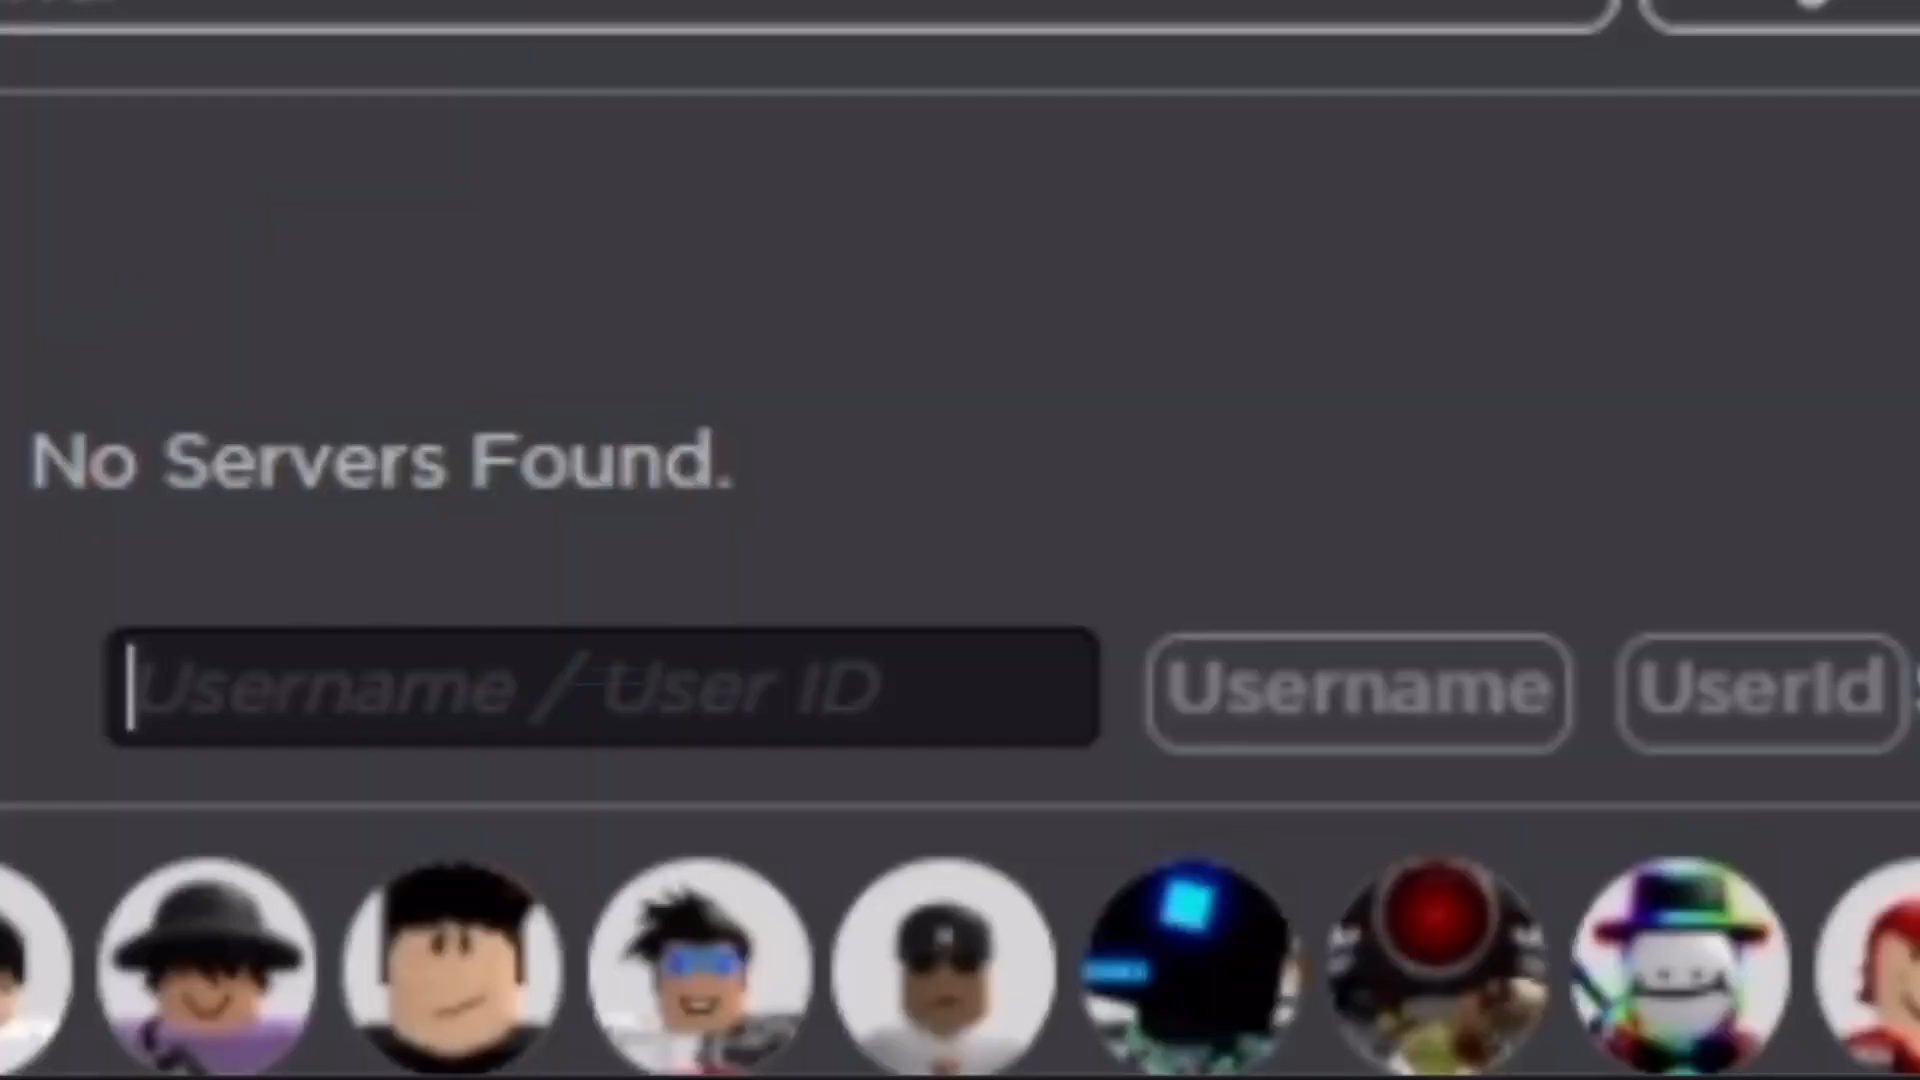 No Servers Found.
Username / User ID
Username
UserId